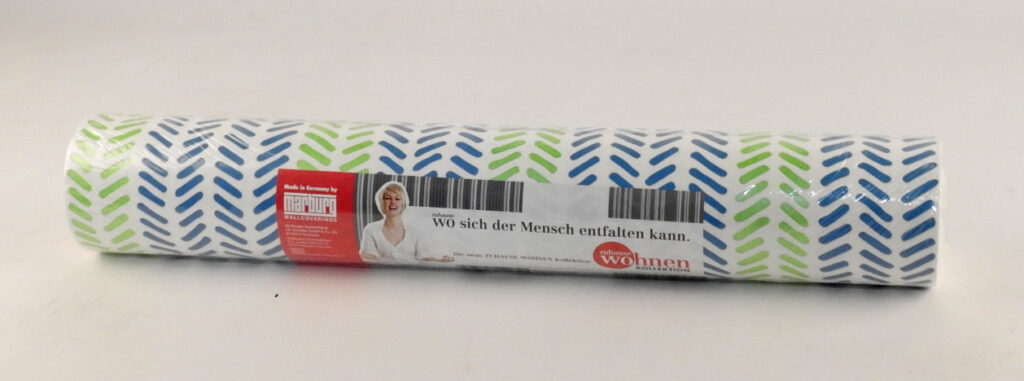 Made in Germany by
marburg
WALLCOVERINGS
zuhause
wo sich der Mensch entfalten kann.
Die neue ZUHAUSE WOHNEN Kollektion
zuhause
wohnen
KOLLEKTION